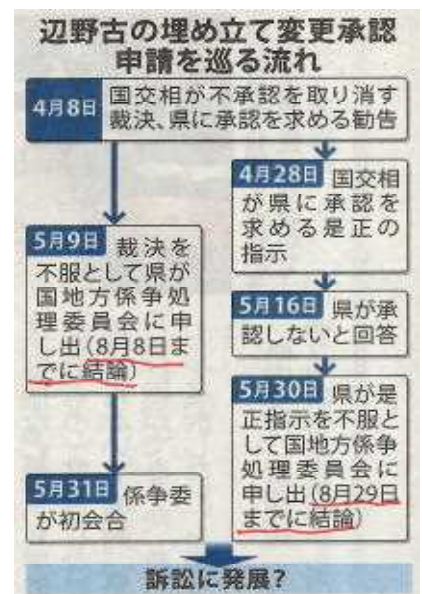 辺野古の埋め立て変更承認
申請を巡る流れ
4月8日 国交相が不承認を取り消す
裁決、県に承認を求める勧告
4月28日 国交相
が県に承認を
求める是正の
指示
5月9日 裁決を
不服として県が
国地方係争処
理委員会に申
し出(8月8日ま
でに結論)
5月16日 県が承
認しないと回答
5月30日 県が是
正指示を不服と
して国地方係争
処理委員会に
申し出(8月29日
までに結論)
5月31日 係争委
が初会合
訴訟に発展?